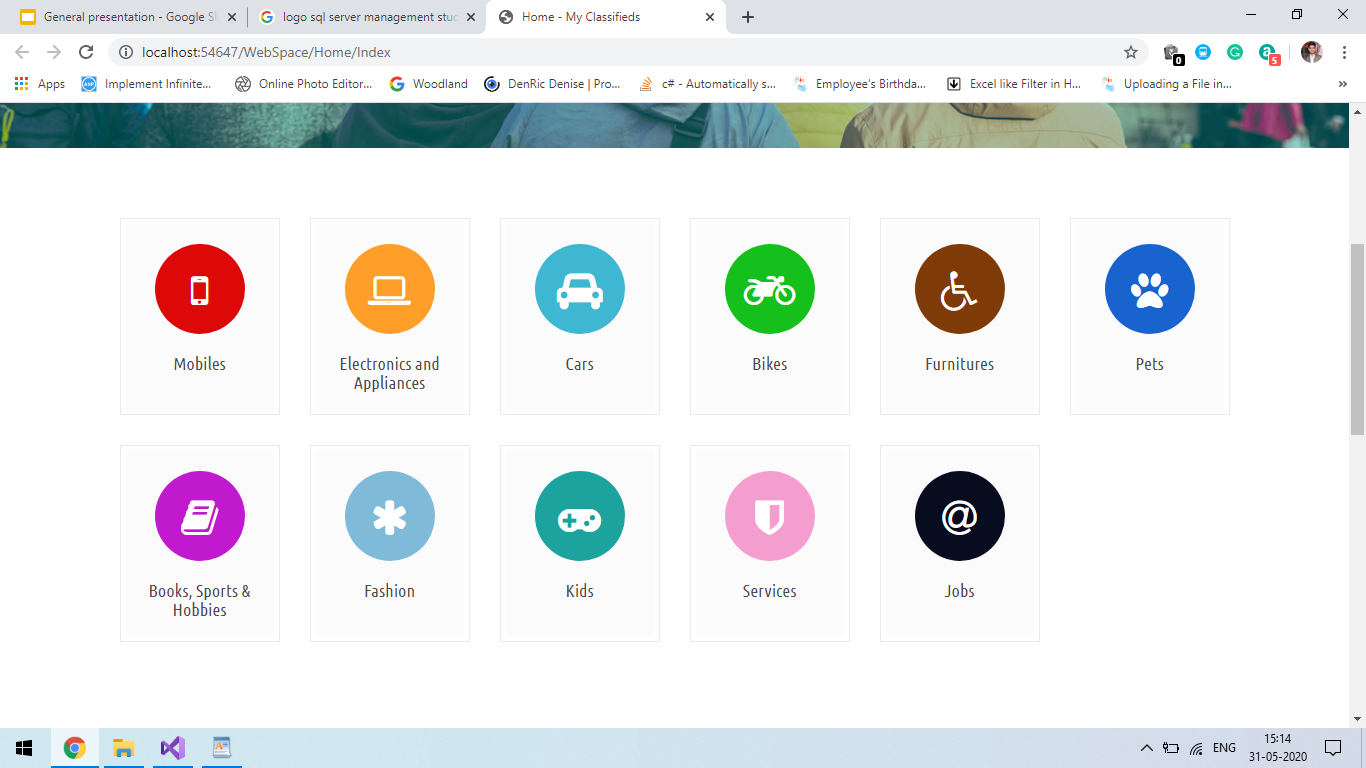 General presentation - Google Sl
logo sql server management stud
Home - My Classifieds
localhost:54647/WebSpace/Home/Index
0
5
Apps
Implement Infinite...
Online Photo Editor...
Woodland
DenRic Denise | Pro...
c# - Automatically s...
Employee's Birthda...
Excel like Filter in H...
Uploading a File in...
»
Mobiles
Electronics and
Appliances
Cars
Bikes
Furnitures
Pets
Books, Sports &
Hobbies
Fashion
Kids
Services
@
Jobs
ENG
15:14
31-05-2020